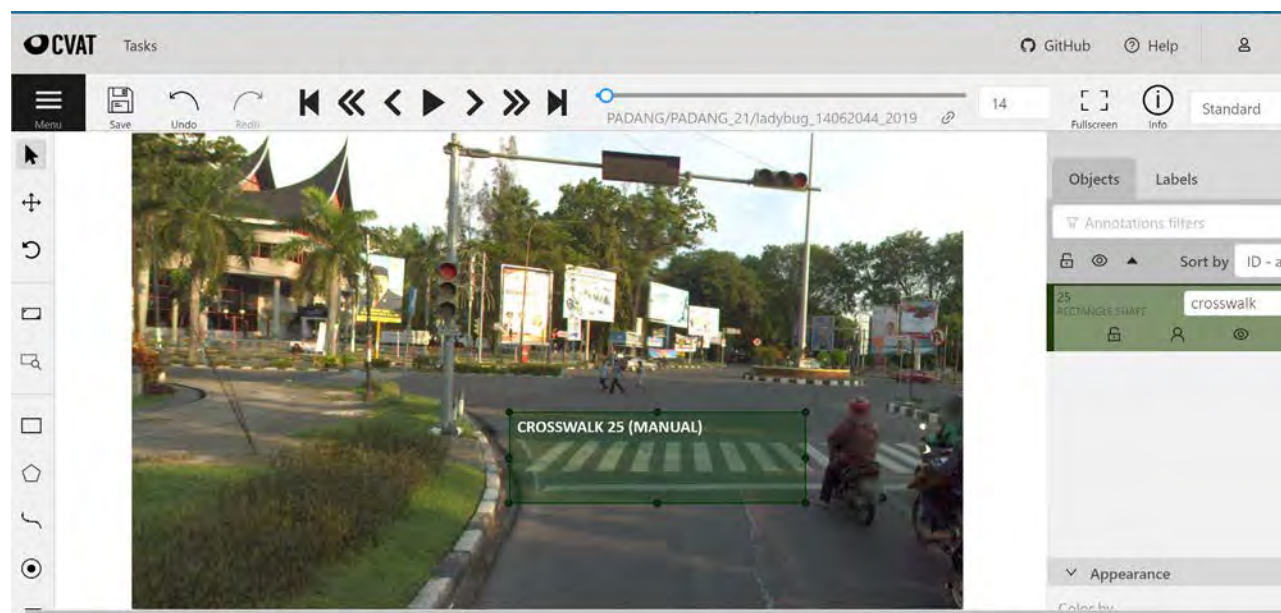 CVAT Tasks GitHub Help
Menu Save Undo Redo PADANG/PADANG_21/ladybug_14062044_2019 14 Fullscreen Info Standard
Objects Labels
Annotations filters
Sort by ID - a
25 crosswalk
RECTANGLE SHAPE
CROSSWALK 25 (MANUAL)
Appearance
Color by